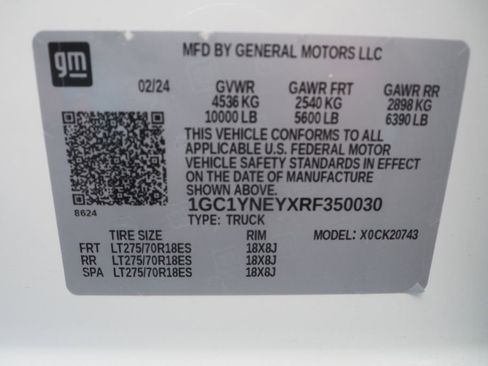 gm
MFD BY GENERAL MOTORS LLC
02/24 GVWR GAWR FRT GAWR RR
4536 KG 2540 KG 2898 KG
10000 LB 5600 LB 6390 LB
THIS VEHICLE CONFORMS TO ALL
APPLICABLE U.S. FEDERAL MOTOR
VEHICLE SAFETY STANDARDS IN EFFECT
ON THE DATE OF MANUFACTURE
SHOWN ABOVE.
8624
1GC1YNEYXRF350030
TYPE: TRUCK
TIRE SIZE RIM MODEL: X0CK20743
FRT LT275/70R18ES 18X8J
RR LT275/70R18ES 18X8J
SPA LT275/70R18ES 18X8J